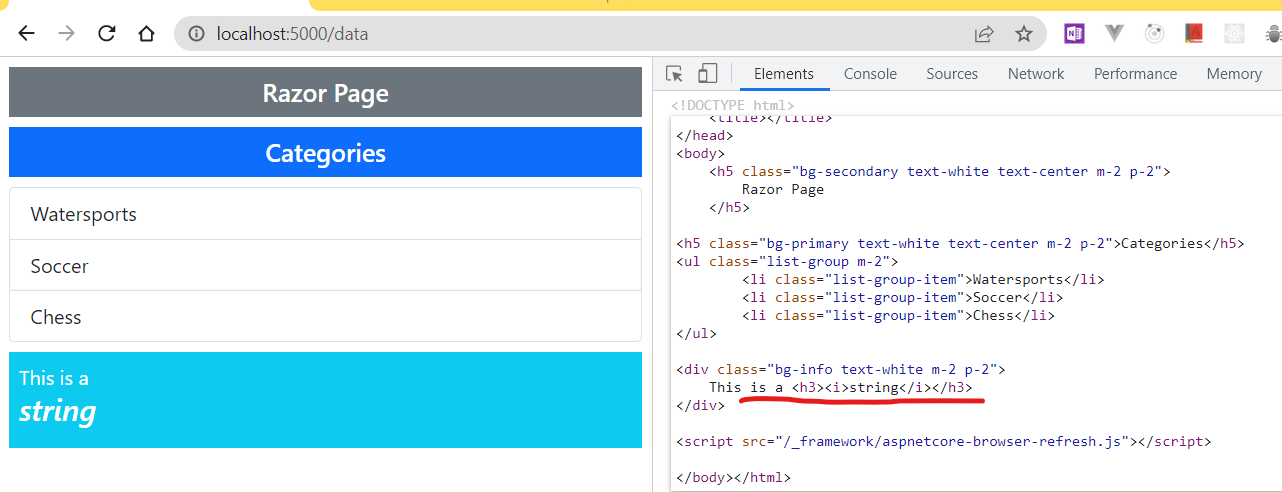 localhost:5000/data
Razor Page
Categories
Watersports
Soccer
Chess
This is a
string
Elements Console Sources Network Performance Memory
<!DOCTYPE html>
<title></title>
</head>
<body>
<h5 class="bg-secondary text-white text-center m-2 p-2">
Razor Page
</h5>
<h5 class="bg-primary text-white text-center m-2 p-2">Categories</h5>
<ul class="list-group m-2">
<li class="list-group-item">Watersports</li>
<li class="list-group-item">Soccer</li>
<li class="list-group-item">Chess</li>
</ul>
<div class="bg-info text-white m-2 p-2">
This is a <h3><i>string</i></h3>
</div>
<script src="/_framework/aspnetcore-browser-refresh.js"></script>
</body></html>